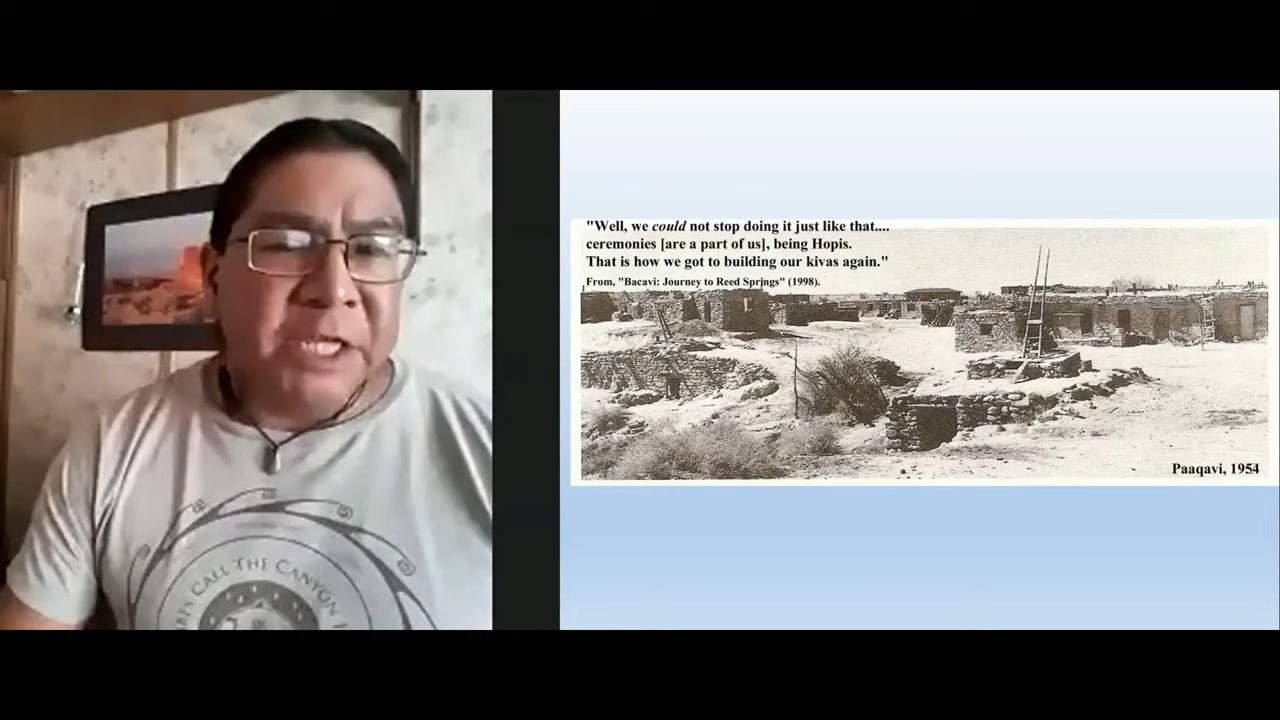 "Well, we could not stop doing it just like that....
ceremonies [are a part of us], being Hopis.
That is how we got to building our kivas again."
From, "Bacavi: Journey to Reed Springs" (1998).
Paaqavi, 1954
CALL THE CANYON